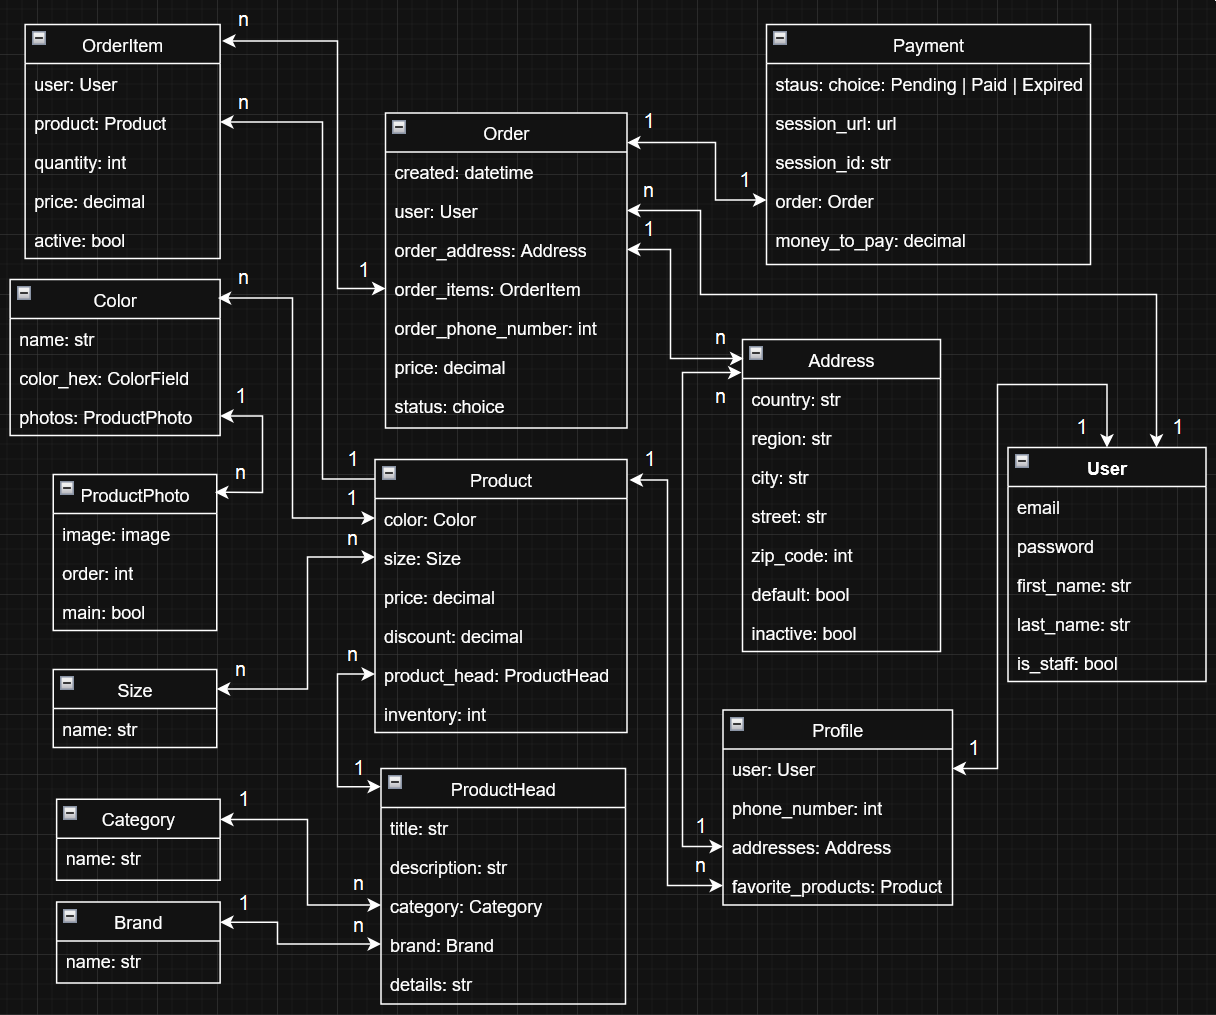 OrderItem
user: User
product: Product
quantity: int
price: decimal
active: bool
n
n
Color
name: str
color_hex: ColorField
photos: ProductPhoto
n
1
ProductPhoto
image: image
order: int
main: bool
n
Size
name: str
n
Category
name: str
1
Brand
name: str
1
Order
created: datetime
user: User
order_address: Address
order_items: OrderItem
order_phone_number: int
price: decimal
status: choice
1
1
n
1
Product
color: Color
size: Size
price: decimal
discount: decimal
product_head: ProductHead
inventory: int
1
1
n
n
1
ProductHead
title: str
description: str
category: Category
brand: Brand
details: str
1
n
n
Payment
staus: choice: Pending | Paid | Expired
session_url: url
session_id: str
order: Order
money_to_pay: decimal
1
Address
country: str
region: str
city: str
street: str
zip_code: int
default: bool
inactive: bool
n
n
User
email
password
first_name: str
last_name: str
is_staff: bool
1
1
Profile
user: User
phone_number: int
addresses: Address
favorite_products: Product
1
1
n